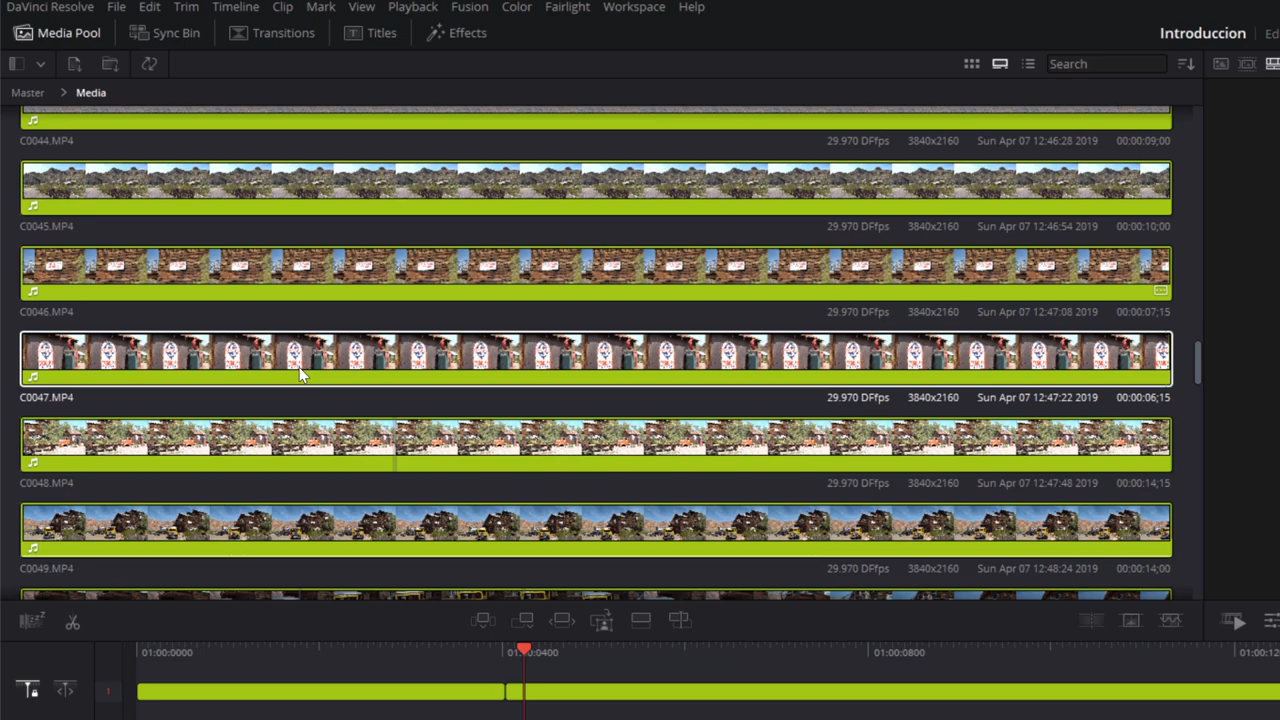 DaVinci Resolve File Edit Trim Timeline Clip Mark View Playback Fusion Color Fairlight Workspace Help
Media Pool Sync Bin Transitions Titles Effects Introduccion Ed
Search
Master > Media
C0044.MP4 29.970 DFfps 3840x2160 Sun Apr 07 12:46:28 2019 00:00:09;00
C0045.MP4 29.970 DFfps 3840x2160 Sun Apr 07 12:46:54 2019 00:00:10;00
C0046.MP4 29.970 DFfps 3840x2160 Sun Apr 07 12:47:08 2019 00:00:07;15
C0047.MP4 29.970 DFfps 3840x2160 Sun Apr 07 12:47:22 2019 00:00:06;15
C0048.MP4 29.970 DFfps 3840x2160 Sun Apr 07 12:47:48 2019 00:00:14;15
C0049.MP4 29.970 DFfps 3840x2160 Sun Apr 07 12:48:24 2019 00:00:14;00
01:00:0000 01:00:0400 01:00:0800 01:00:12
1